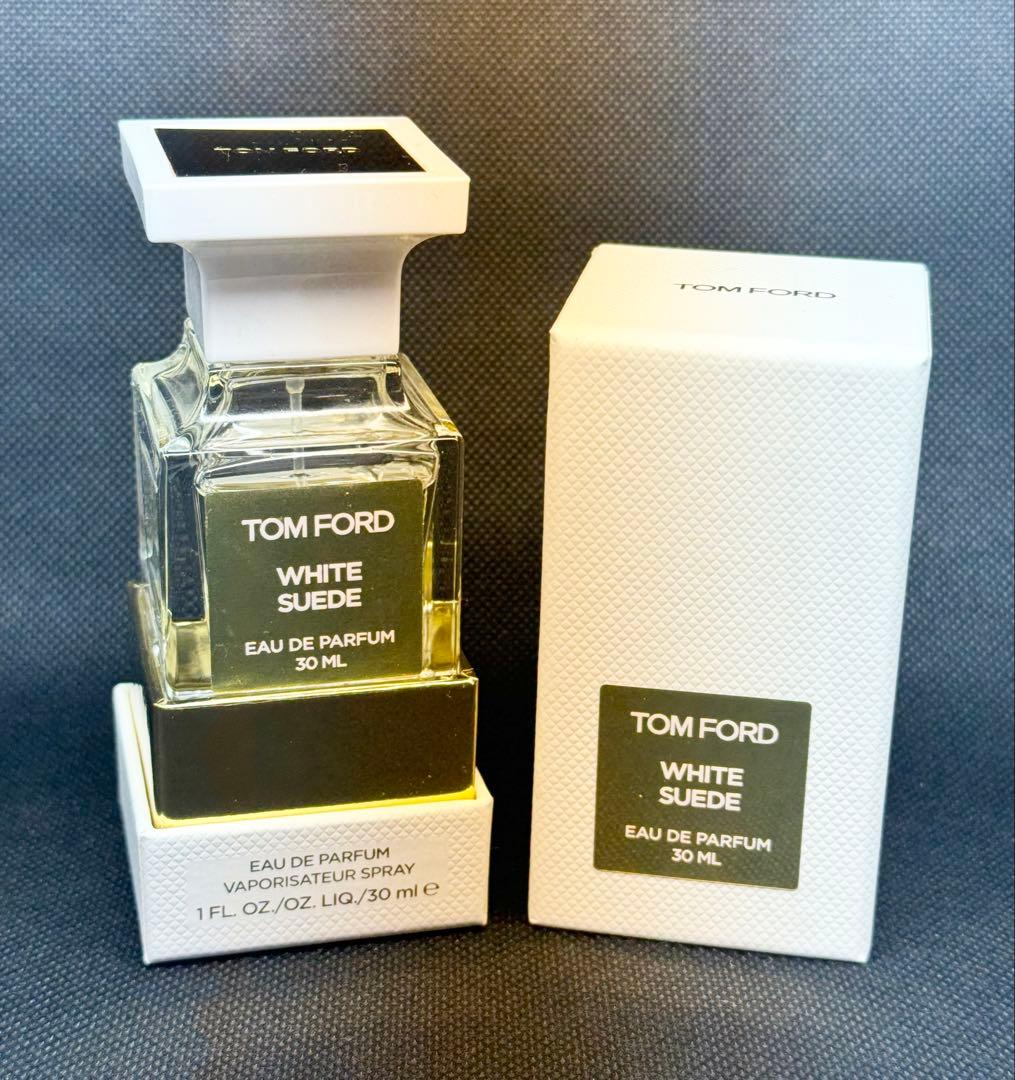 TOM FORD
TOM FORD
WHITE
SUEDE
EAU DE PARFUM
30 ML
EAU DE PARFUM
VAPORISATEUR SPRAY
1 FL. OZ./OZ. LIQ./30 ml ℮
TOM FORD
TOM FORD
WHITE
SUEDE
EAU DE PARFUM
30 ML